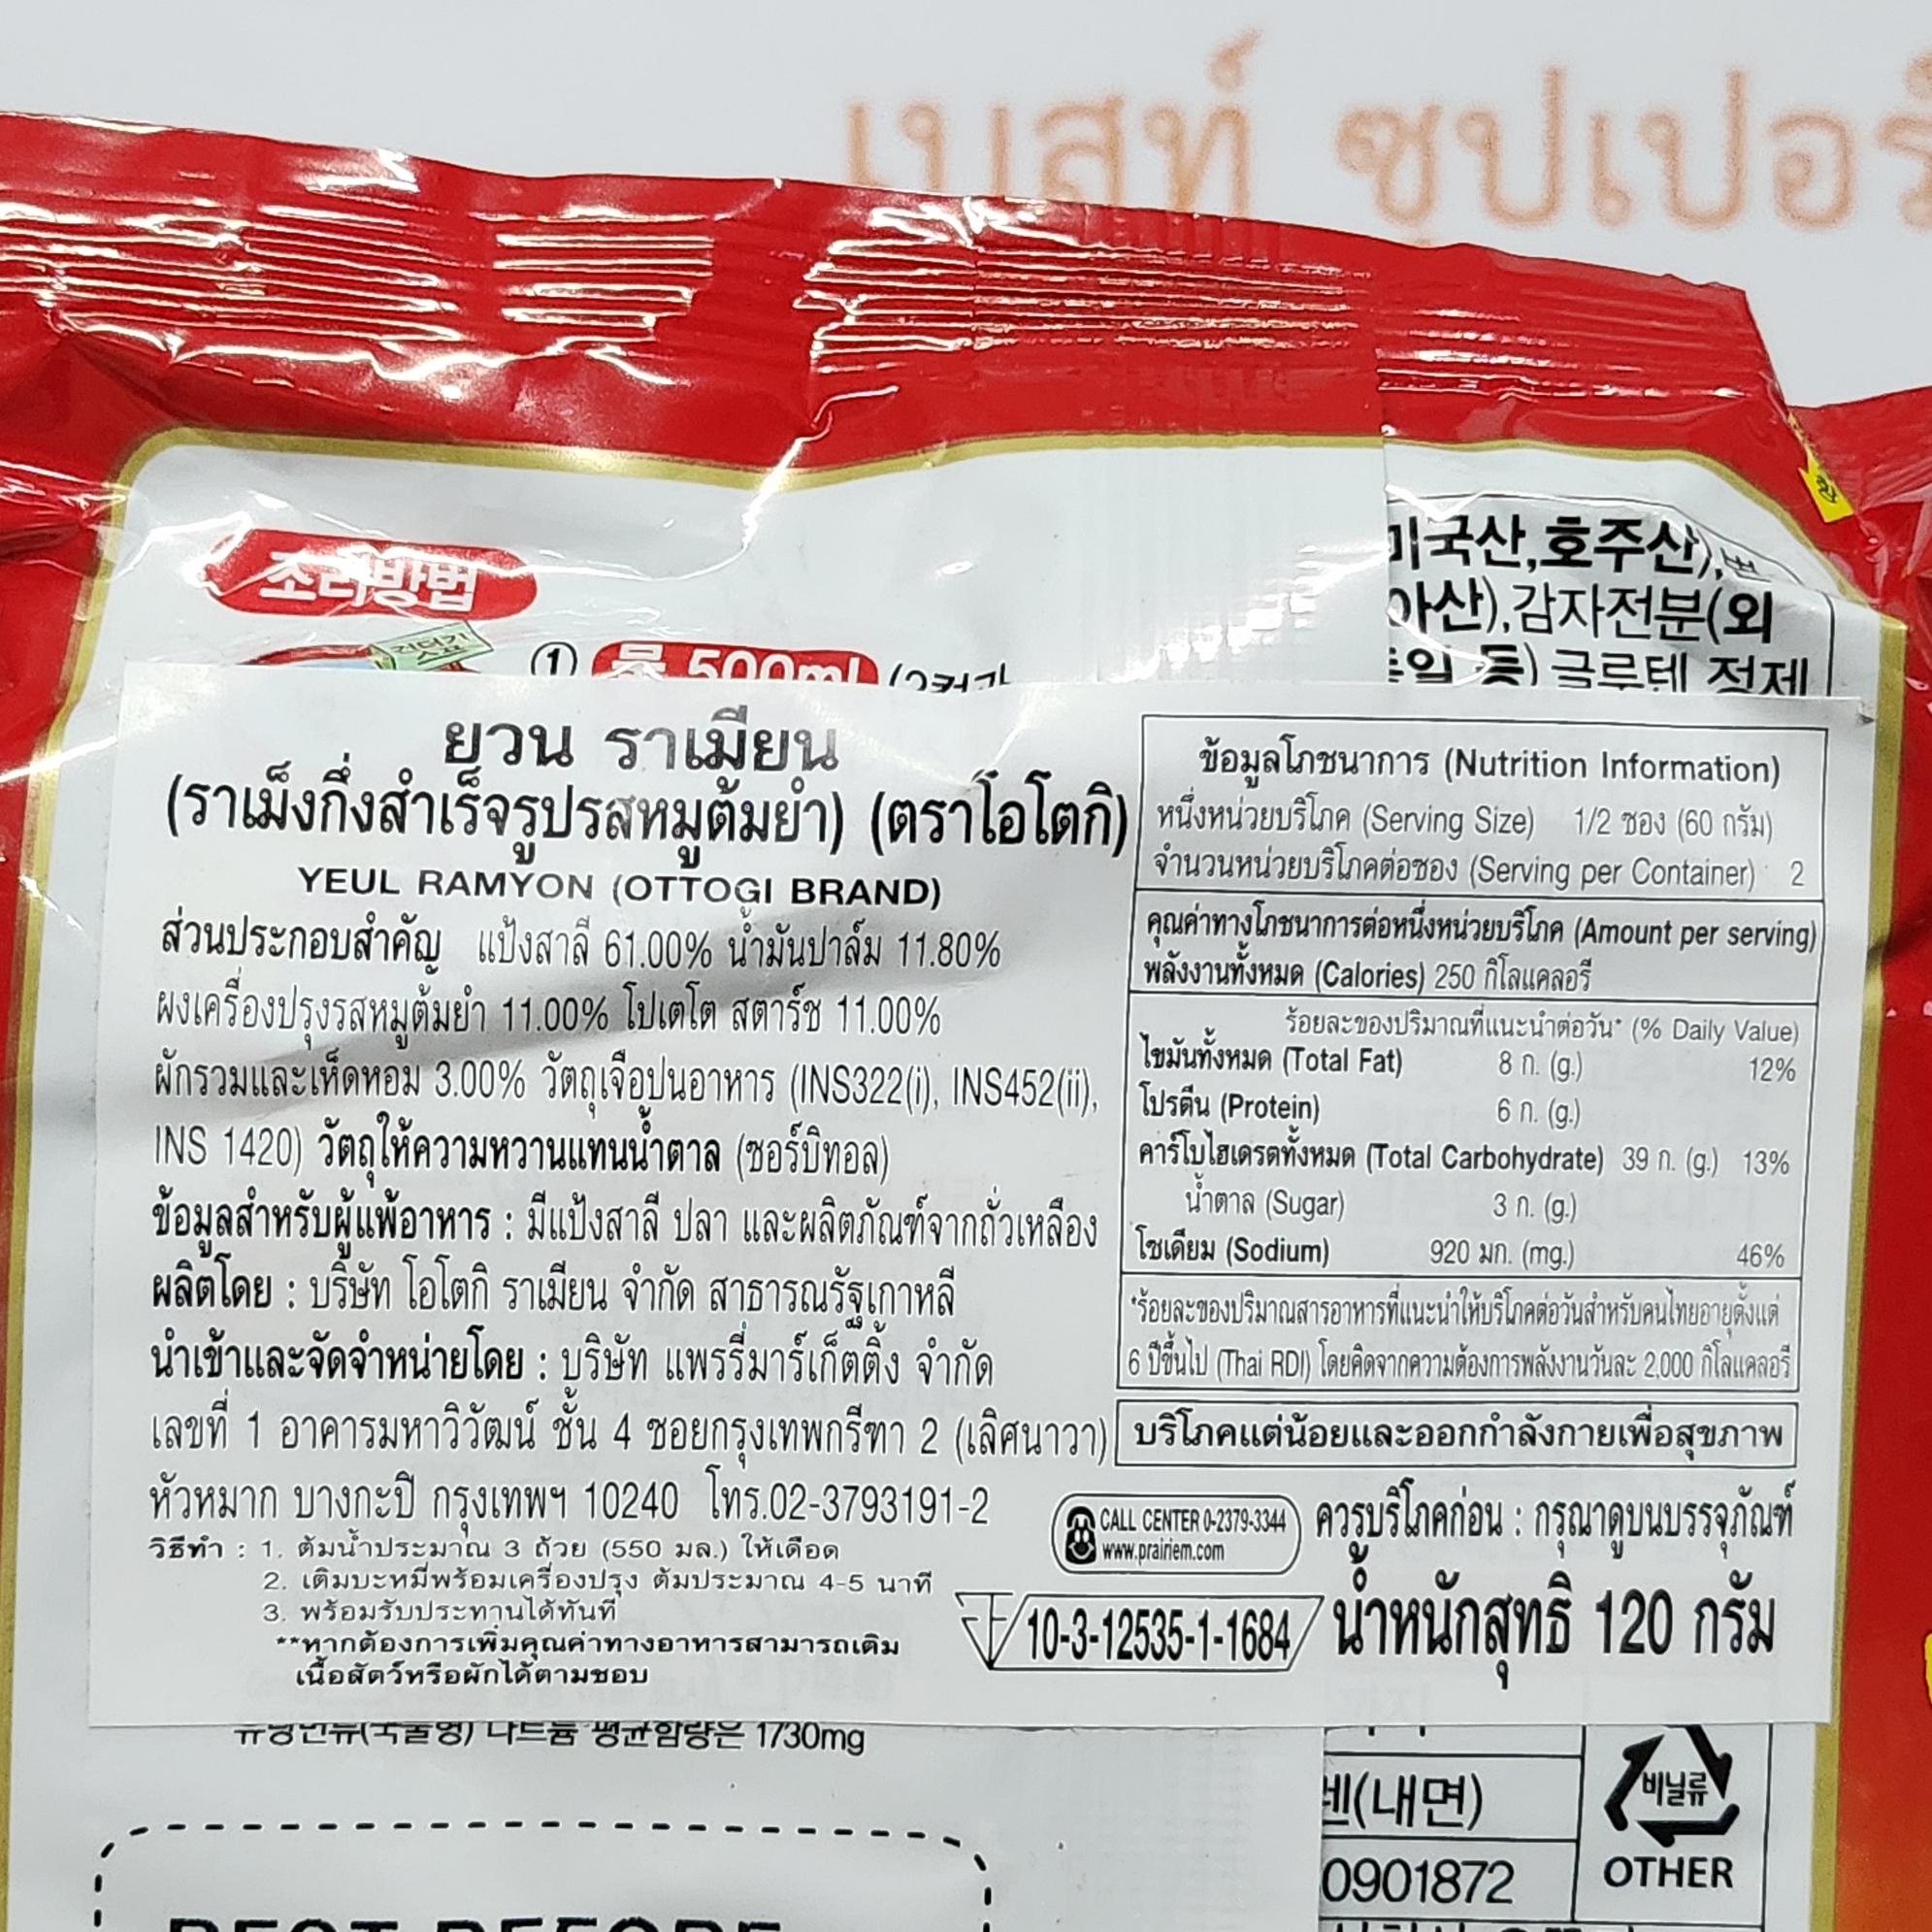 เบสท์ ซุปเปอร์
조리방법
건더기
스프
① 물 500ml (2컵과
미국산,호주산),
아산),감자전분(외
독일 등) 글루텐 정제
ยวน ราเมียน
(ราเม็งกึ่งสำเร็จรูปรสหมูต้มยำ) (ตราโอโตกิ)
YEUL RAMYON (OTTOGI BRAND)
ส่วนประกอบสำคัญ แป้งสาลี 61.00% น้ำมันปาล์ม 11.80%
ผงเครื่องปรุงรสหมูต้มยำ 11.00% โปเตโต สตาร์ช 11.00%
ผักรวมและเห็ดหอม 3.00% วัตถุเจือปนอาหาร (INS322(i), INS452(ii),
INS 1420) วัตถุให้ความหวานแทนน้ำตาล (ซอร์บิทอล)
ข้อมูลสำหรับผู้แพ้อาหาร : มีแป้งสาลี ปลา และผลิตภัณฑ์จากถั่วเหลือง
ผลิตโดย : บริษัท โอโตกิ ราเมียน จำกัด สาธารณรัฐเกาหลี
นำเข้าและจัดจำหน่ายโดย : บริษัท แพรรี่มาร์เก็ตติ้ง จำกัด
เลขที่ 1 อาคารมหาวิวัฒน์ ชั้น 4 ซอยกรุงเทพกรีฑา 2 (เลิศนาวา)
หัวหมาก บางกะปิ กรุงเทพฯ 10240 โทร.02-3793191-2
วิธีทำ : 1. ต้มน้ำประมาณ 3 ถ้วย (550 มล.) ให้เดือด
2. เติมบะหมี่พร้อมเครื่องปรุง ต้มประมาณ 4-5 นาที
3. พร้อมรับประทานได้ทันที
**หากต้องการเพิ่มคุณค่าทางอาหารสามารถเติม
เนื้อสัตว์หรือผักได้ตามชอบ
ข้อมูลโภชนาการ (Nutrition Information)
หนึ่งหน่วยบริโภค (Serving Size) 1/2 ซอง (60 กรัม)
จำนวนหน่วยบริโภคต่อซอง (Serving per Container) 2
คุณค่าทางโภชนาการต่อหนึ่งหน่วยบริโภค (Amount per serving)
พลังงานทั้งหมด (Calories) 250 กิโลแคลอรี
ร้อยละของปริมาณที่แนะนำต่อวัน* (% Daily Value)
ไขมันทั้งหมด (Total Fat) 8 ก. (g.) 12%
โปรตีน (Protein) 6 ก. (g.)
คาร์โบไฮเดรตทั้งหมด (Total Carbohydrate) 39 ก. (g.) 13%
น้ำตาล (Sugar) 3 ก. (g.)
โซเดียม (Sodium) 920 มก. (mg.) 46%
*ร้อยละของปริมาณสารอาหารที่แนะนำให้บริโภคต่อวันสำหรับคนไทยอายุตั้งแต่
6 ปีขึ้นไป (Thai RDI) โดยคิดจากความต้องการพลังงานวันละ 2,000 กิโลแคลอรี
บริโภคแต่น้อยและออกกำลังกายเพื่อสุขภาพ
CALL CENTER 0-2379-3344
www.prairiem.com
ควรบริโภคก่อน : กรุณาดูบนบรรจุภัณฑ์
10-3-12535-1-1684
น้ำหนักสุทธิ 120 กรัม
유탕면류(국물형) 나트륨 평균함량은 1730mg
BEST BEFORE
렌(내면)
0901872
비닐류
OTHER